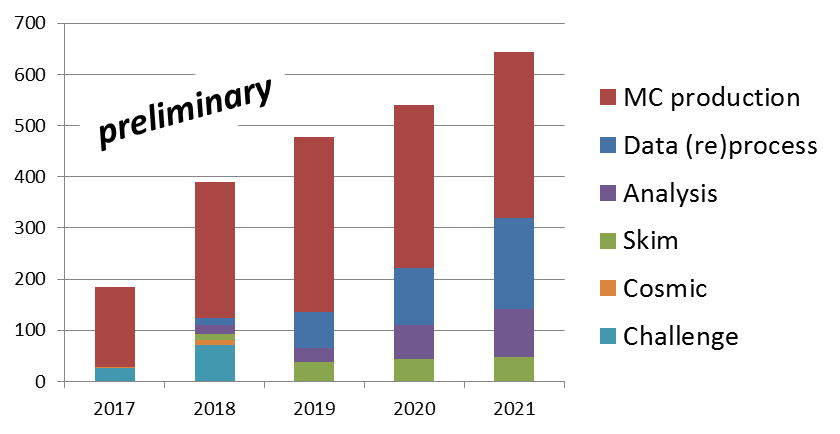 700
600
500
400
300
200
100
0
preliminary
2017 2018 2019 2020 2021
MC production
Data (re)process
Analysis
Skim
Cosmic
Challenge